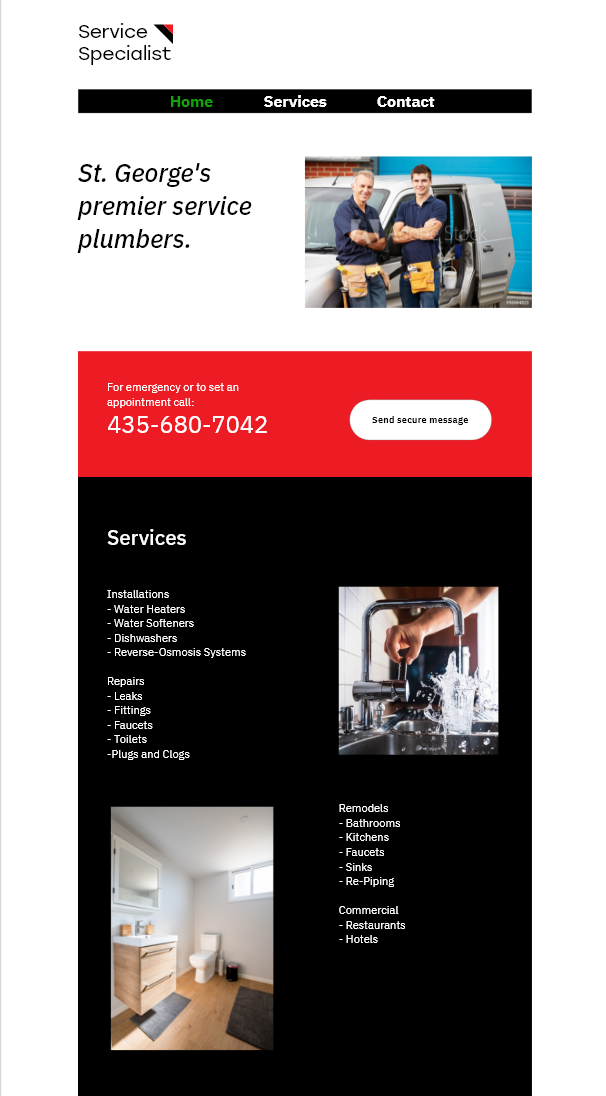 Service
Specialist
Home Services Contact
St. George's
premier service
plumbers.
For emergency or to set an
appointment call:
435-680-7042
Send secure message
Services
Installations
- Water Heaters
- Water Softeners
- Dishwashers
- Reverse-Osmosis Systems
Repairs
- Leaks
- Fittings
- Faucets
- Toilets
-Plugs and Clogs
Remodels
- Bathrooms
- Kitchens
- Faucets
- Sinks
- Re-Piping
Commercial
- Restaurants
- Hotels